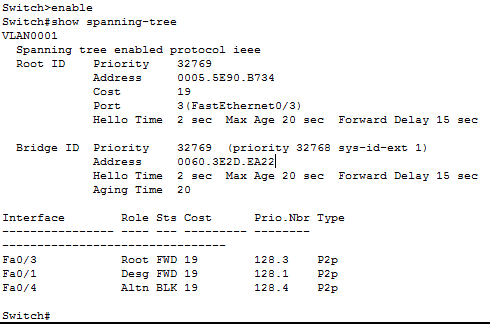 Switch>enable
Switch#show spanning-tree
VLAN0001
  Spanning tree enabled protocol ieee
  Root ID    Priority    32769
             Address     0005.5E90.B734
             Cost        19
             Port        3(FastEthernet0/3)
             Hello Time  2 sec  Max Age 20 sec  Forward Delay 15 sec

  Bridge ID  Priority    32769  (priority 32768 sys-id-ext 1)
             Address     0060.3E2D.EA22
             Hello Time  2 sec  Max Age 20 sec  Forward Delay 15 sec
             Aging Time  20

Interface        Role Sts Cost      Prio.Nbr Type
---------------- ---- --- --------- --------
--------------------------------
Fa0/3            Root FWD 19        128.3    P2p
Fa0/1            Desg FWD 19        128.1    P2p
Fa0/4            Altn BLK 19        128.4    P2p

Switch#